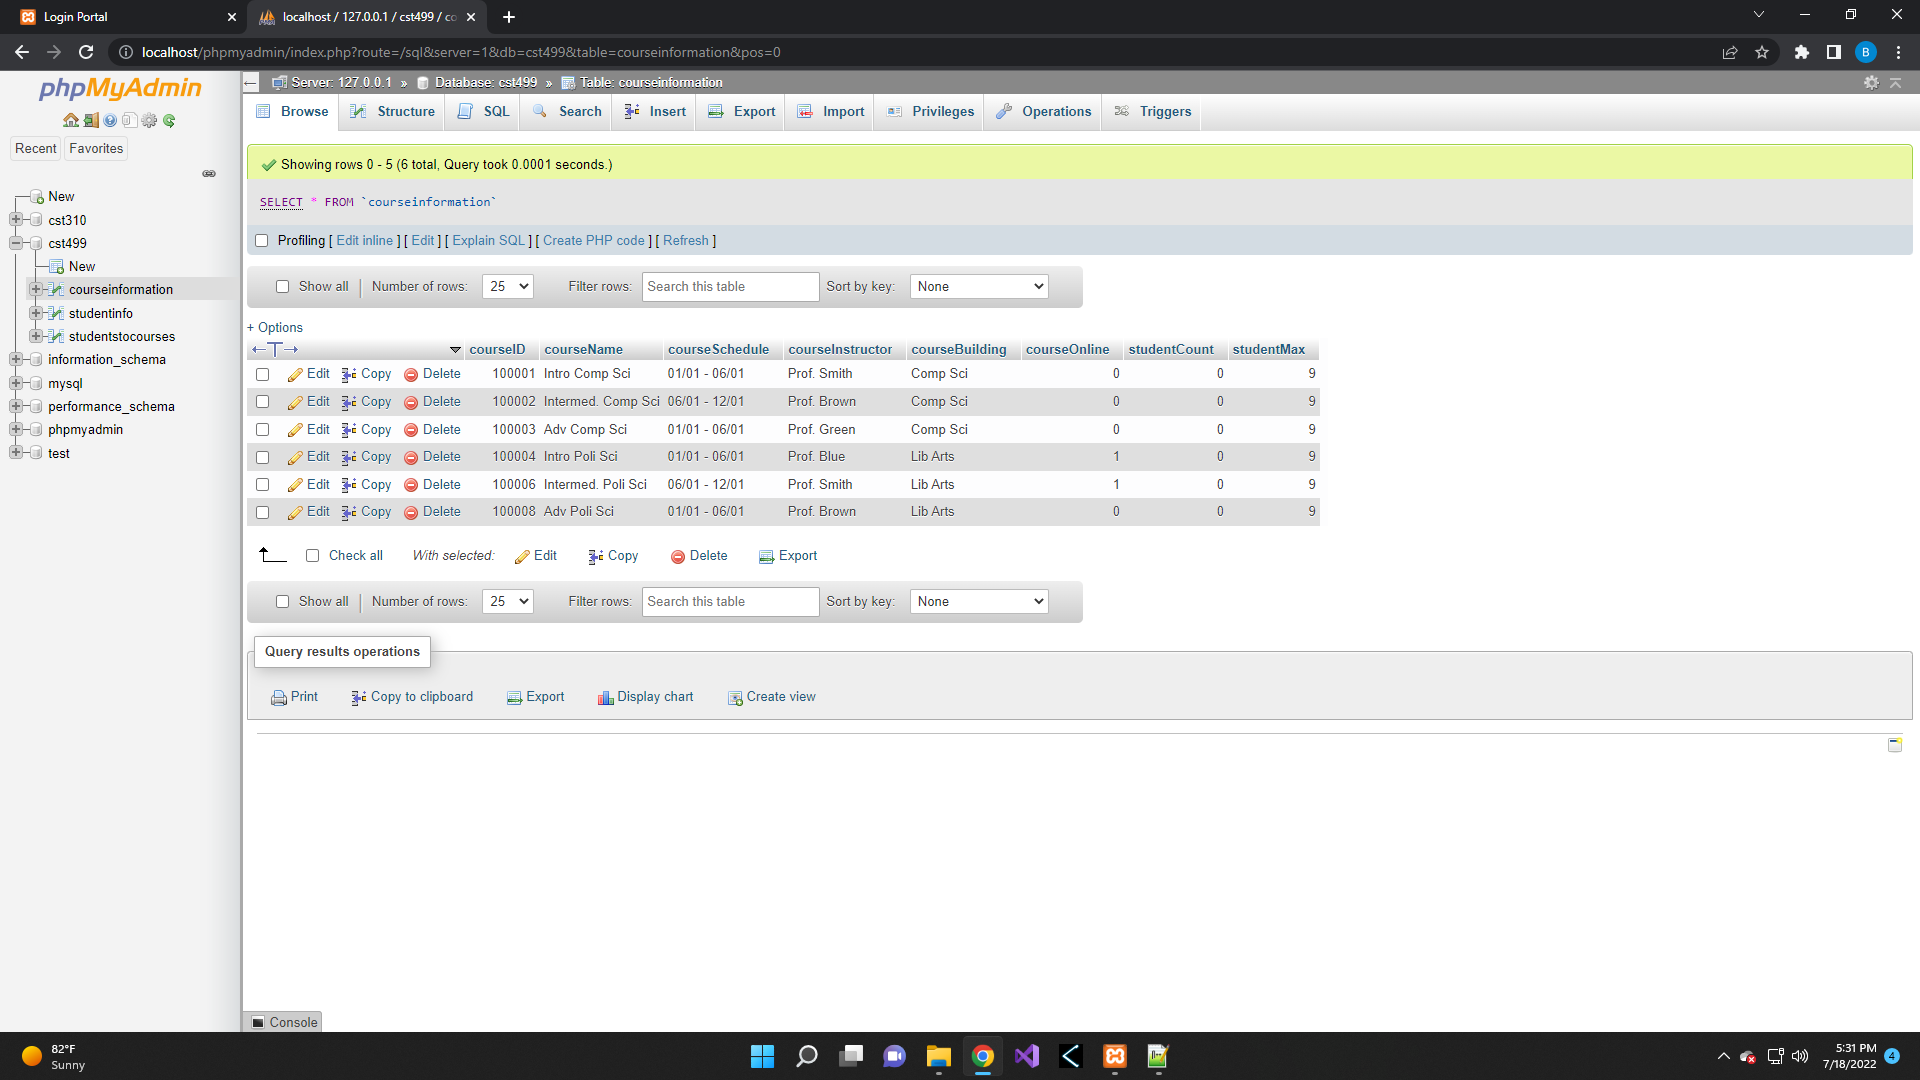 Login Portal
localhost / 127.0.0.1 / cst499 / co
localhost/phpmyadmin/index.php?route=/sql&server=1&db=cst499&table=courseinformation&pos=0
B
phpMyAdmin
Server: 127.0.0.1 » Database: cst499 » Table: courseinformation
Browse Structure SQL Search Insert Export Import Privileges Operations Triggers
Recent Favorites
New
cst310
cst499
New
courseinformation
studentinfo
studentstocourses
information_schema
mysql
performance_schema
phpmyadmin
test
Showing rows 0 - 5 (6 total, Query took 0.0001 seconds.)
SELECT * FROM `courseinformation`
Profiling [ Edit inline ] [ Edit ] [ Explain SQL ] [ Create PHP code ] [ Refresh ]
Show all Number of rows: 25 Filter rows: Search this table Sort by key: None
+ Options
←T→ courseID courseName courseSchedule courseInstructor courseBuilding courseOnline studentCount studentMax
Edit Copy Delete 100001 Intro Comp Sci 01/01 - 06/01 Prof. Smith Comp Sci 0 0 9
Edit Copy Delete 100002 Intermed. Comp Sci 06/01 - 12/01 Prof. Brown Comp Sci 0 0 9
Edit Copy Delete 100003 Adv Comp Sci 01/01 - 06/01 Prof. Green Comp Sci 0 0 9
Edit Copy Delete 100004 Intro Poli Sci 01/01 - 06/01 Prof. Blue Lib Arts 1 0 9
Edit Copy Delete 100006 Intermed. Poli Sci 06/01 - 12/01 Prof. Smith Lib Arts 1 0 9
Edit Copy Delete 100008 Adv Poli Sci 01/01 - 06/01 Prof. Brown Lib Arts 0 0 9
Check all With selected: Edit Copy Delete Export
Show all Number of rows: 25 Filter rows: Search this table Sort by key: None
Query results operations
Print Copy to clipboard Export Display chart Create view
Console
82°F
Sunny
5:31 PM
7/18/2022
4